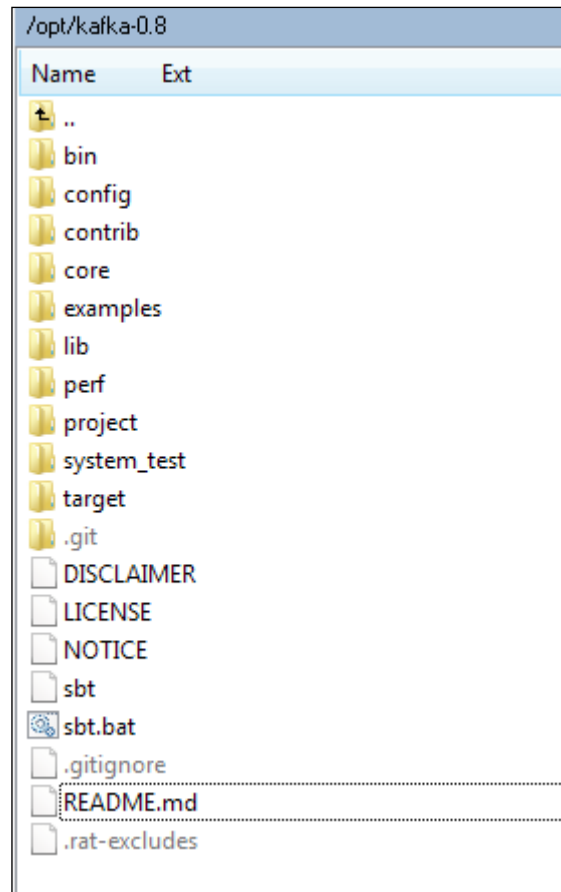 /opt/kafka-0.8
Name Ext
..
bin
config
contrib
core
examples
lib
perf
project
system_test
target
.git
DISCLAIMER
LICENSE
NOTICE
sbt
sbt.bat
.gitignore
README.md
.rat-excludes